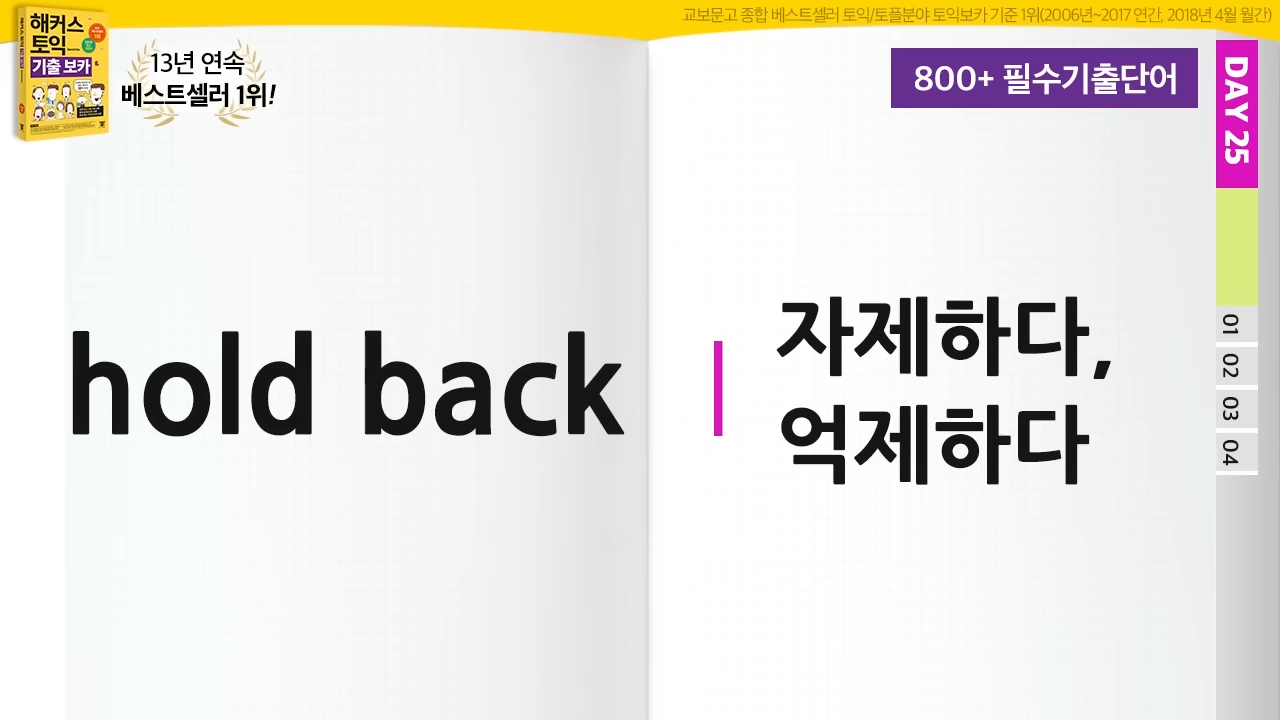 교보문고 종합 베스트셀러 토익/토플분야 토익보카 기준 1위(2006년~2017 연간, 2018년 4월 월간)
해커스
토익
기출 보카
13년 연속
베스트셀러 1위!
800+ 필수기출단어
DAY 25
hold back
자제하다,
억제하다
01
02
03
04